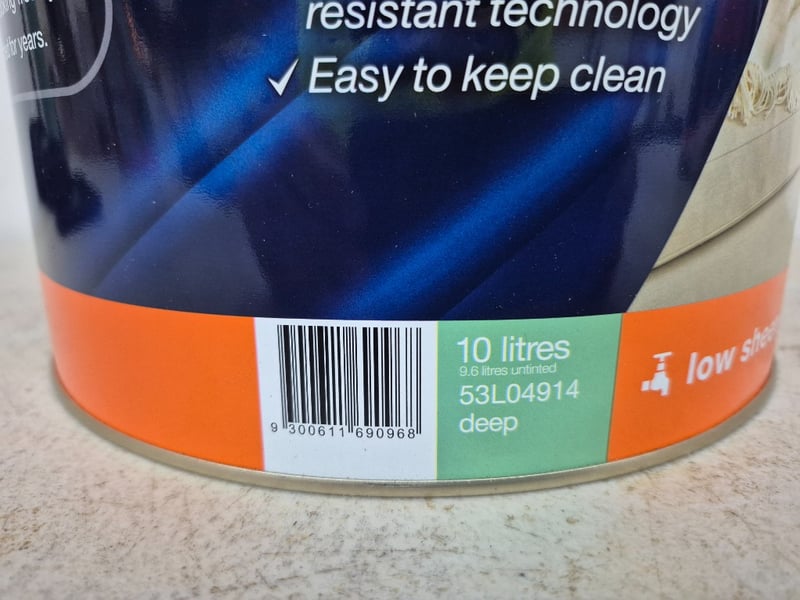 for years.
resistant technology
✓ Easy to keep clean
10 litres
9.6 litres untinted
53L04914
deep
9 300611 690968
low